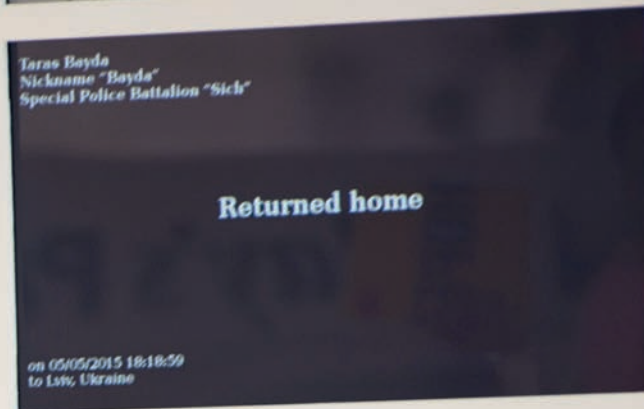 Taras Bayda
Nickname "Bayda"
Special Police Battalion "Sich"
Returned home
on 05/05/2015 18:18:59
to Lviv, Ukraine